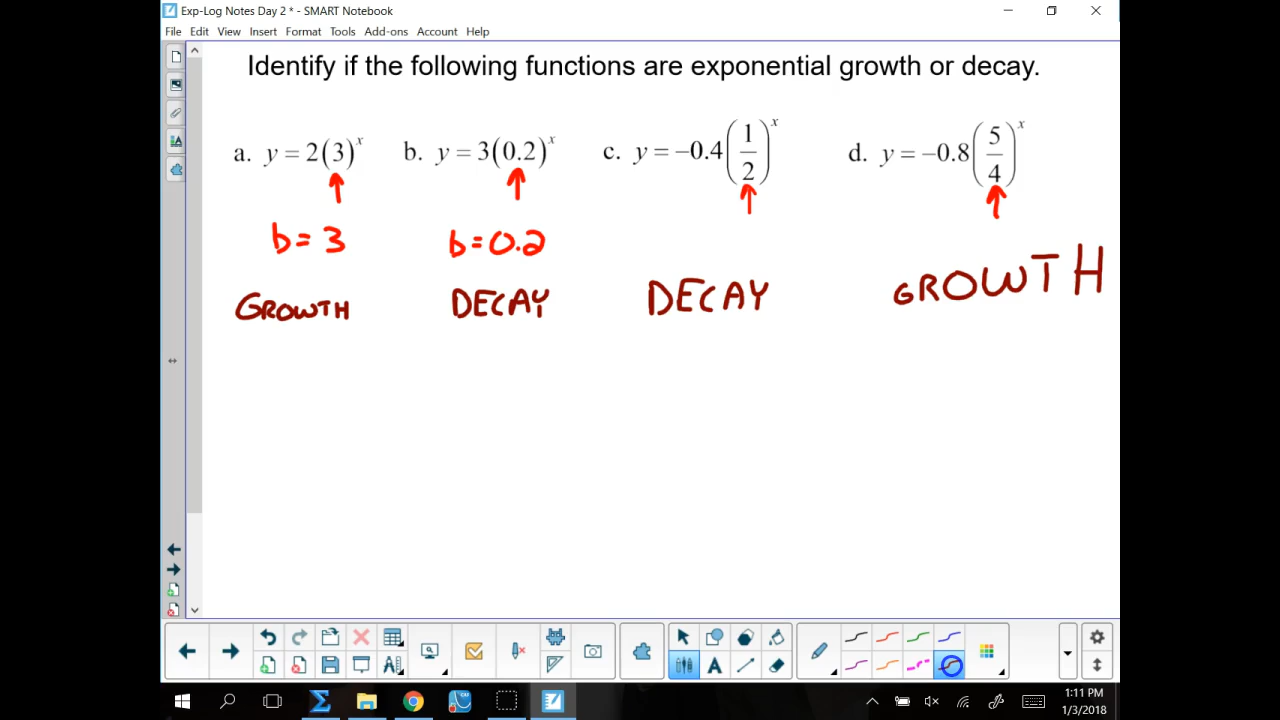 Exp-Log Notes Day 2 * - SMART Notebook
File Edit View Insert Format Tools Add-ons Account Help
Identify if the following functions are exponential growth or decay.
a. y = 2(3)^x b. y = 3(0.2)^x c. y = −0.4(1/2)^x d. y = −0.8(5/4)^x
b = 3 b = 0.2
GROWTH DECAY DECAY GROWTH
1:11 PM
1/3/2018